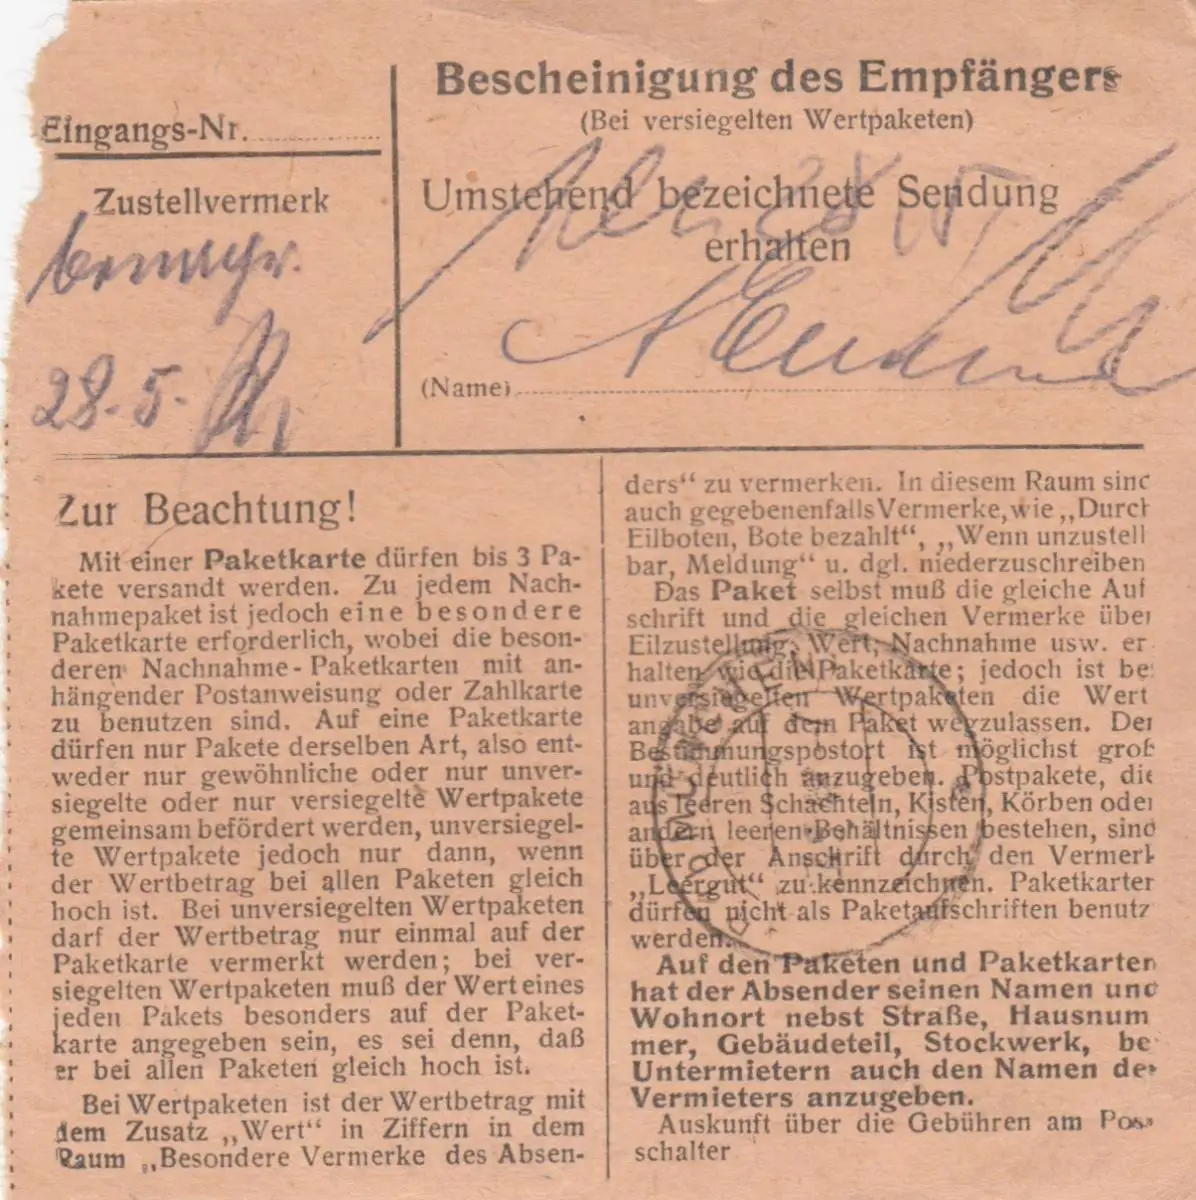 Eingangs-Nr.
Zustellvermerk
28. 5.
Bescheinigung des Empfängers
(Bei versiegelten Wertpaketen)
Umstehend bezeichnete Sendung
erhalten
(Name)
Zur Beachtung!
Mit einer Paketkarte dürfen bis 3 Pa-
kete versandt werden. Zu jedem Nach-
nahmepaket ist jedoch eine besondere
Paketkarte erforderlich, wobei die beson-
deren Nachnahme-Paketkarten mit an-
hängender Postanweisung oder Zahlkarte
zu benutzen sind. Auf eine Paketkarte
dürfen nur Pakete derselben Art, also ent-
weder nur gewöhnliche oder nur unver-
siegelte oder nur versiegelte Wertpakete
gemeinsam befördert werden, unversiegel-
te Wertpakete jedoch nur dann, wenn
der Wertbetrag bei allen Paketen gleich
hoch ist. Bei unversiegelten Wertpaketen
darf der Wertbetrag nur einmal auf der
Paketkarte vermerkt werden; bei ver-
siegelten Wertpaketen muß der Wert eines
jeden Pakets besonders auf der Paket-
karte angegeben sein, es sei denn, daß
er bei allen Paketen gleich hoch ist.
Bei Wertpaketen ist der Wertbetrag mit
dem Zusatz „Wert“ in Ziffern in dem
Raum „Besondere Vermerke des Absen-
ders“ zu vermerken. In diesem Raum sind
auch gegebenenfalls Vermerke, wie „Durch
Eilboten, Bote bezahlt“, „Wenn unzustell
bar, Meldung“ u. dgl. niederzuschreiben
Das Paket selbst muß die gleiche Auf
schrift und die gleichen Vermerke über
Eilzustellung, Wert, Nachnahme usw. er
halten wie die Paketkarte; jedoch ist be
unversiegelten Wertpaketen die Wert
angabe auf dem Paket wegzulassen. Der
Bestimmungspostort ist möglichst groß
und deutlich anzugeben. Postpakete, die
aus leeren Schachteln, Kisten, Körben oder
andern leeren Behältnissen bestehen, sind
über der Anschrift durch den Vermerk
„Leergut“ zu kennzeichnen. Paketkarten
dürfen nicht als Paketaufschriften benutz
werden.
Auf den Paketen und Paketkarten
hat der Absender seinen Namen und
Wohnort nebst Straße, Hausnum
mer, Gebäudeteil, Stockwerk, be
Untermietern auch den Namen des
Vermieters anzugeben.
Auskunft über die Gebühren am Pos
schalter